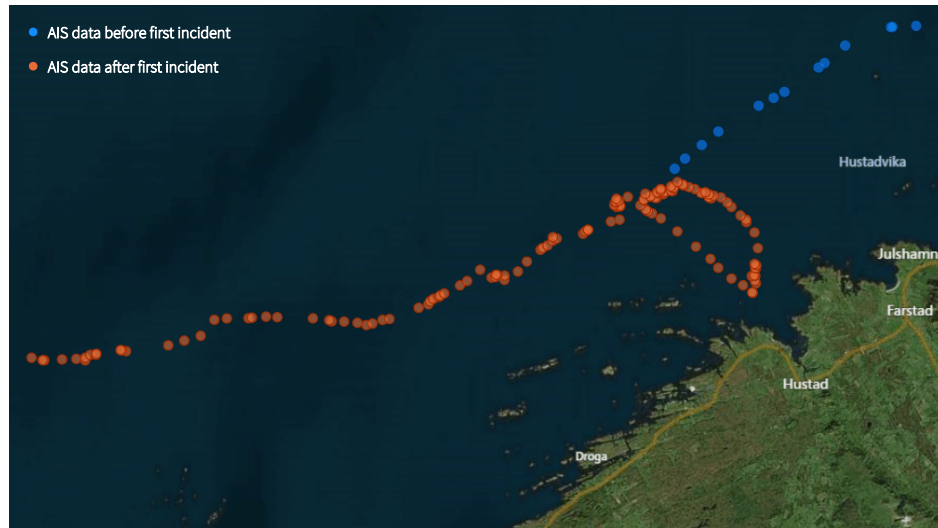 AIS data before first incident
AIS data after first incident
Hustadvika
Julshamn
Farstad
Hustad
Droga